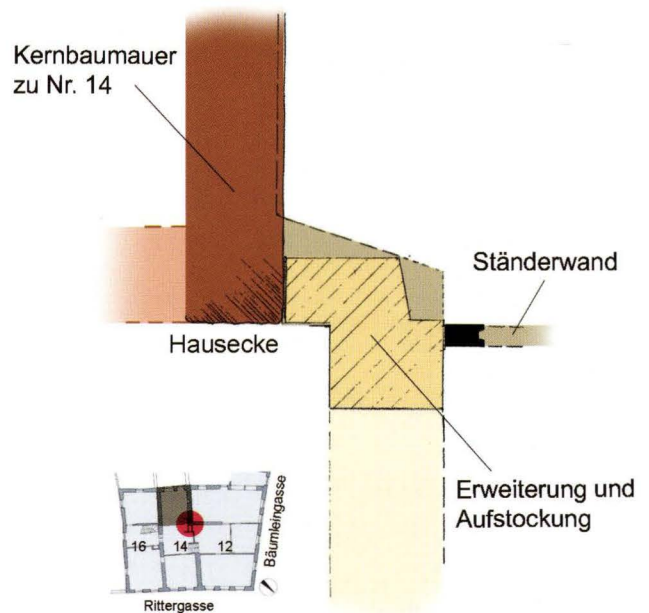 Kernbaumauer
zu Nr. 14
Ständerwand
Hausecke
Erweiterung und
Aufstockung
16
14
12
Bäumleingasse
Rittergasse